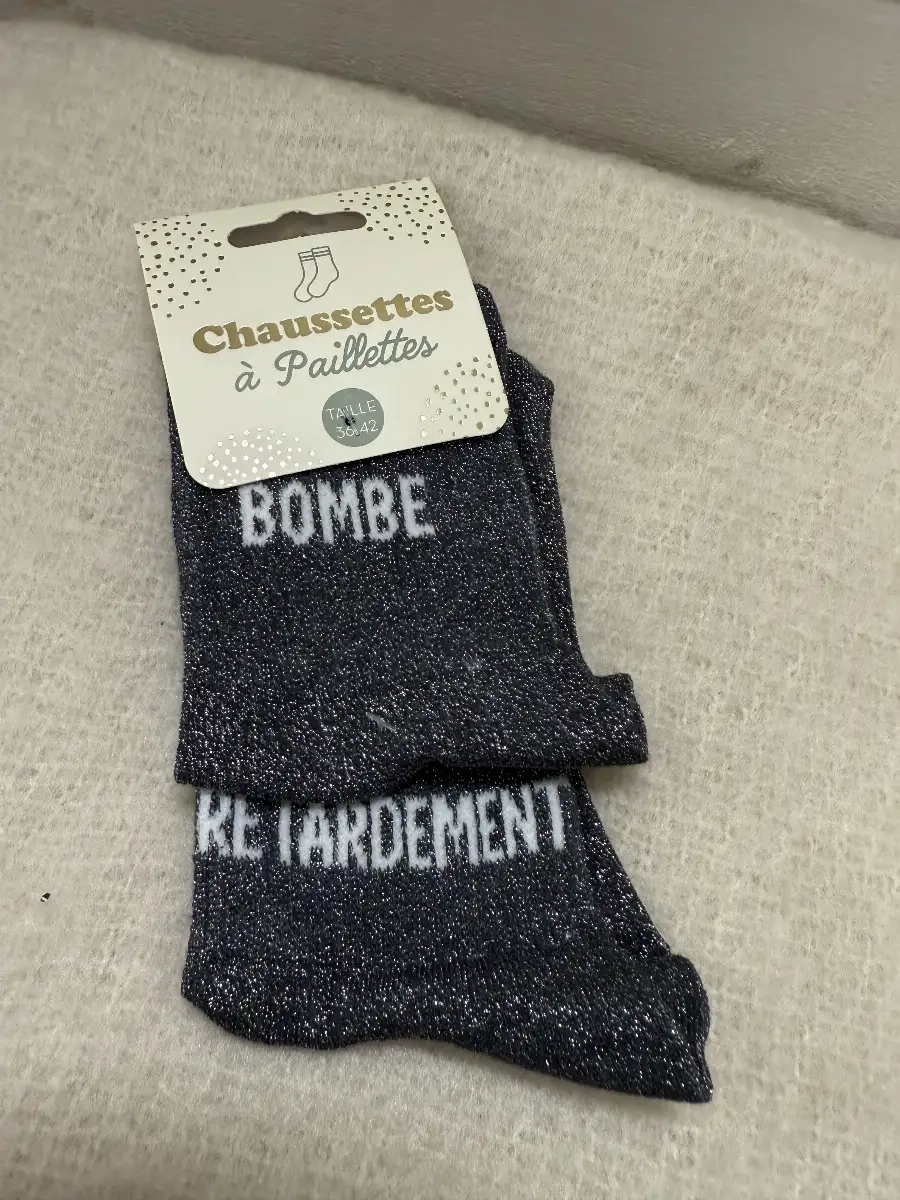 Chaussettes
à Paillettes
TAILLE
36.42
BOMBE
RETARDEMENT